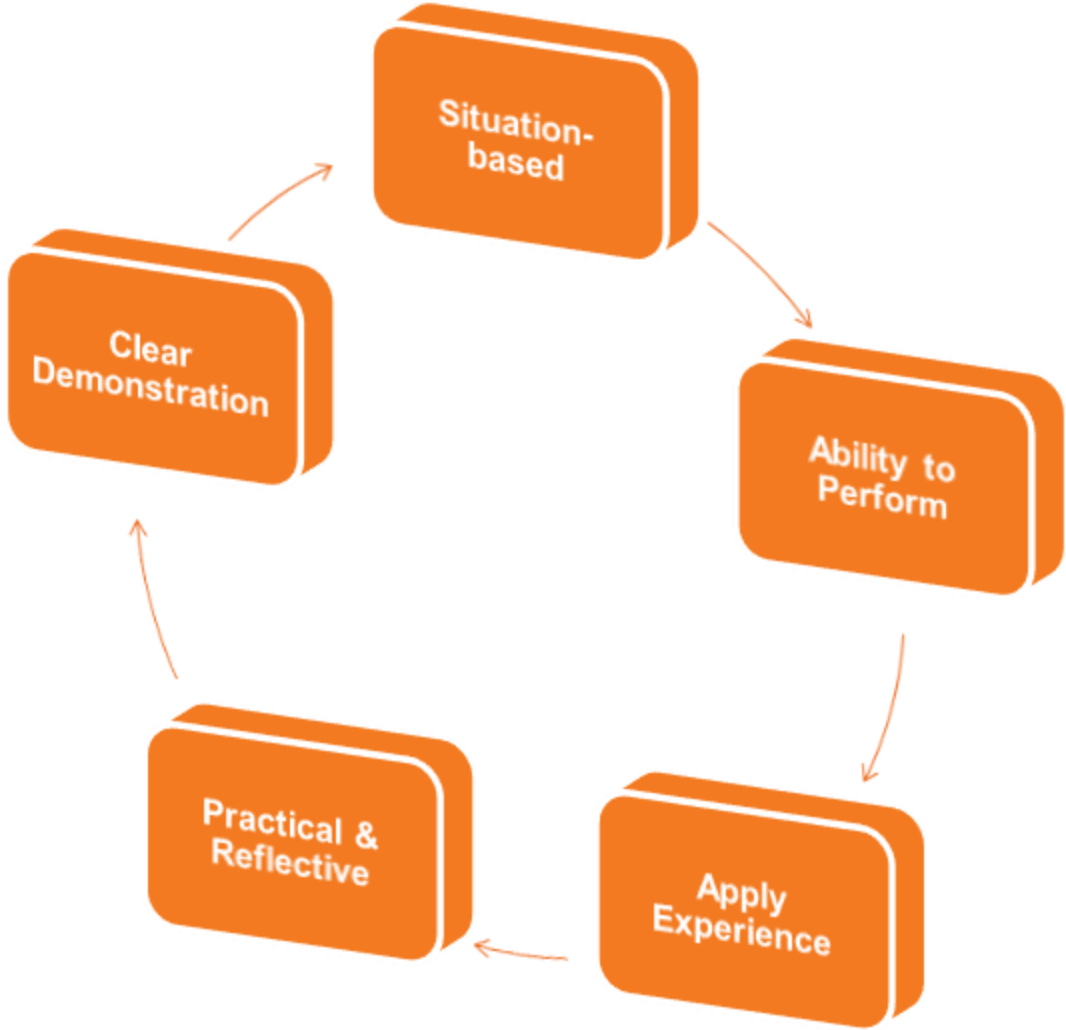 Situation-
based
Ability to
Perform
Apply
Experience
Practical &
Reflective
Clear
Demonstration